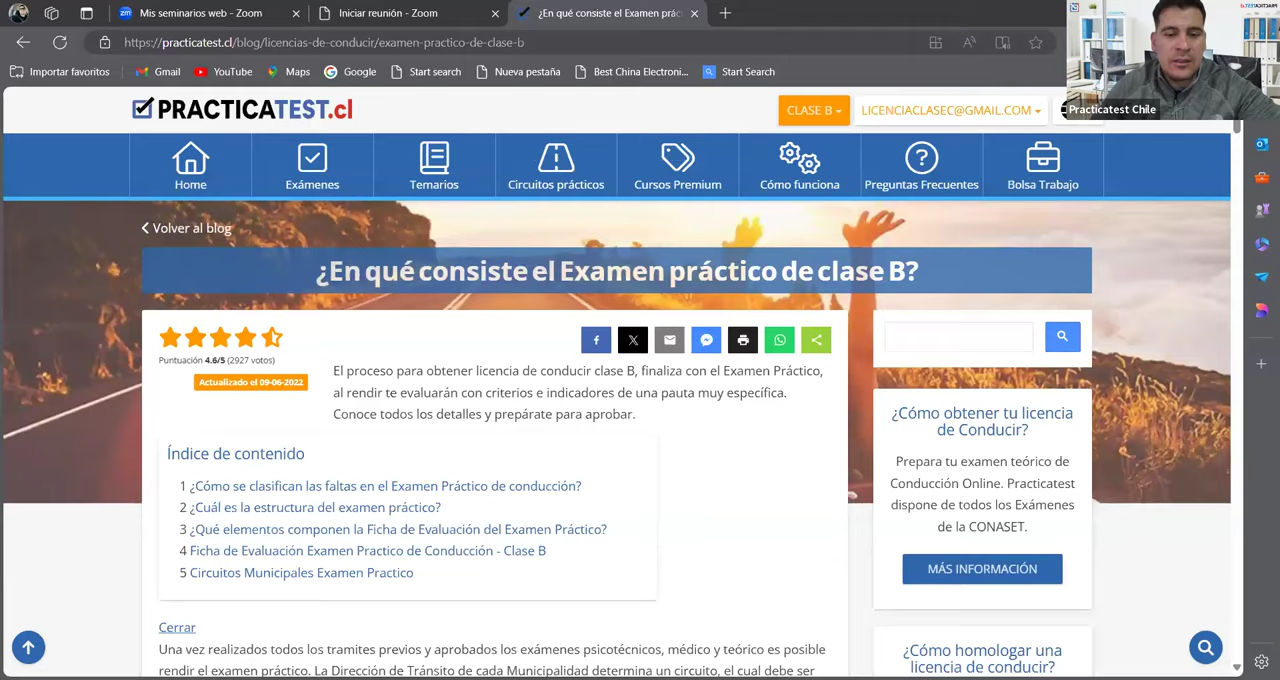 Mis seminarios web - Zoom
Iniciar reunión - Zoom
¿En qué consiste el Examen prác
https://practicatest.cl/blog/licencias-de-conducir/examen-practico-de-clase-b
Importar favoritos
Gmail
YouTube
Maps
Google
Start search
Nueva pestaña
Best China Electroni...
Start Search
Practicatest Chile
PRACTICATEST.cl
CLASE B
LICENCIACLASEC@GMAIL.COM
Home
Exámenes
Temarios
Circuitos prácticos
Cursos Premium
Cómo funciona
Preguntas Frecuentes
Bolsa Trabajo
Volver al blog
¿En qué consiste el Examen práctico de clase B?
Puntuación 4.6/5 (2927 votos)
Actualizado el 09-06-2022
El proceso para obtener licencia de conducir clase B, finaliza con el Examen Práctico,
al rendir te evaluarán con criterios e indicadores de una pauta muy específica.
Conoce todos los detalles y prepárate para aprobar.
Índice de contenido
1 ¿Cómo se clasifican las faltas en el Examen Práctico de conducción?
2 ¿Cuál es la estructura del examen práctico?
3 ¿Qué elementos componen la Ficha de Evaluación del Examen Práctico?
4 Ficha de Evaluación Examen Practico de Conducción - Clase B
5 Circuitos Municipales Examen Practico
Cerrar
Una vez realizados todos los tramites previos y aprobados los exámenes psicotécnicos, médico y teórico es posible
rendir el examen práctico. La Dirección de Tránsito de cada Municipalidad determina un circuito, el cual debe ser
¿Cómo obtener tu licencia
de Conducir?
Prepara tu examen teórico de
Conducción Online. Practicatest
dispone de todos los Exámenes
de la CONASET.
MÁS INFORMACIÓN
¿Cómo homologar una
licencia de conducir?